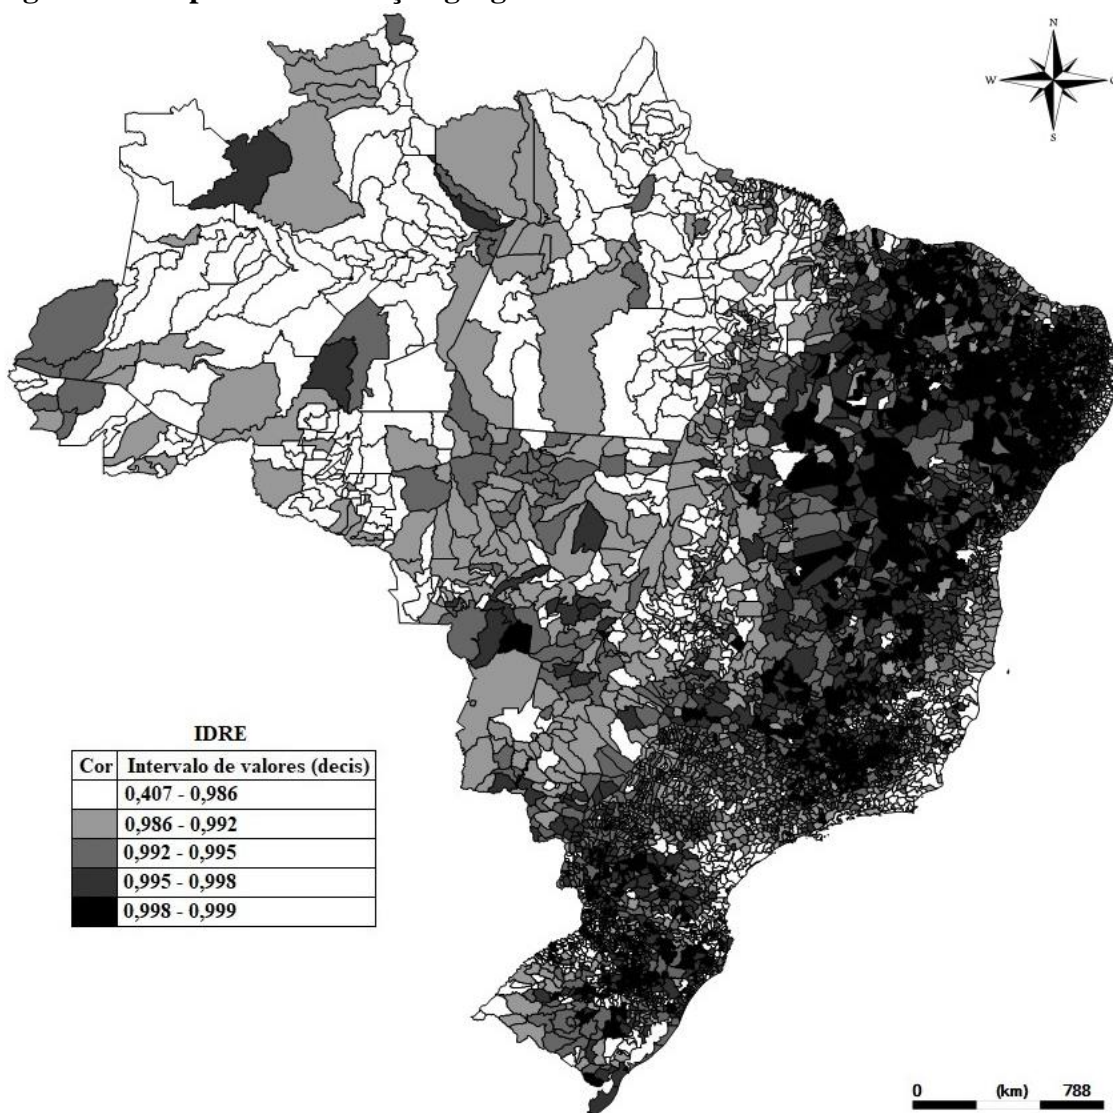 N
W
S
IDRE
Cor Intervalo de valores (decis)
0,407 - 0,986
0,986 - 0,992
0,992 - 0,995
0,995 - 0,998
0,998 - 0,999
0 (km) 788